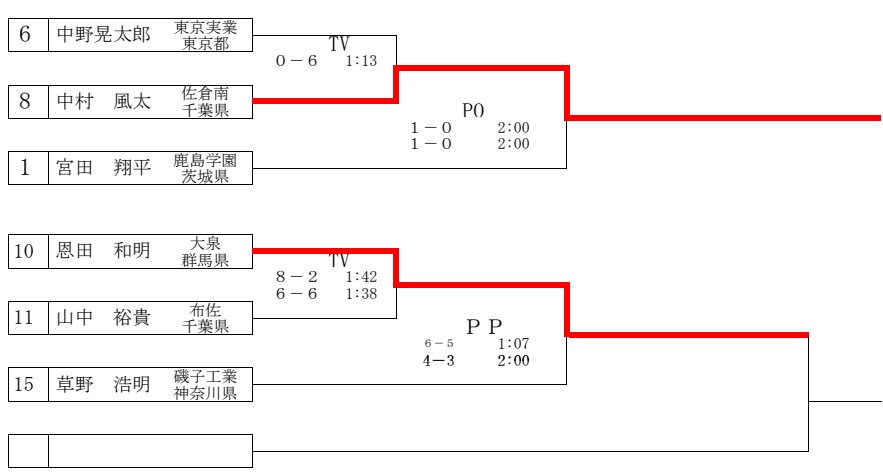 6 中野晃太郎 東京実業
東京都
TV
0－6 1:13
8 中村　風太 佐倉南
千葉県
PO
1－0 2:00
1－0 2:00
1 宮田　翔平 鹿島学園
茨城県
10 恩田　和明 大泉
群馬県
TV
8－2 1:42
6－6 1:38
11 山中　裕貴 布佐
千葉県
ＰＰ
6－5 1:07
4－3 2:00
15 草野　浩明 磯子工業
神奈川県